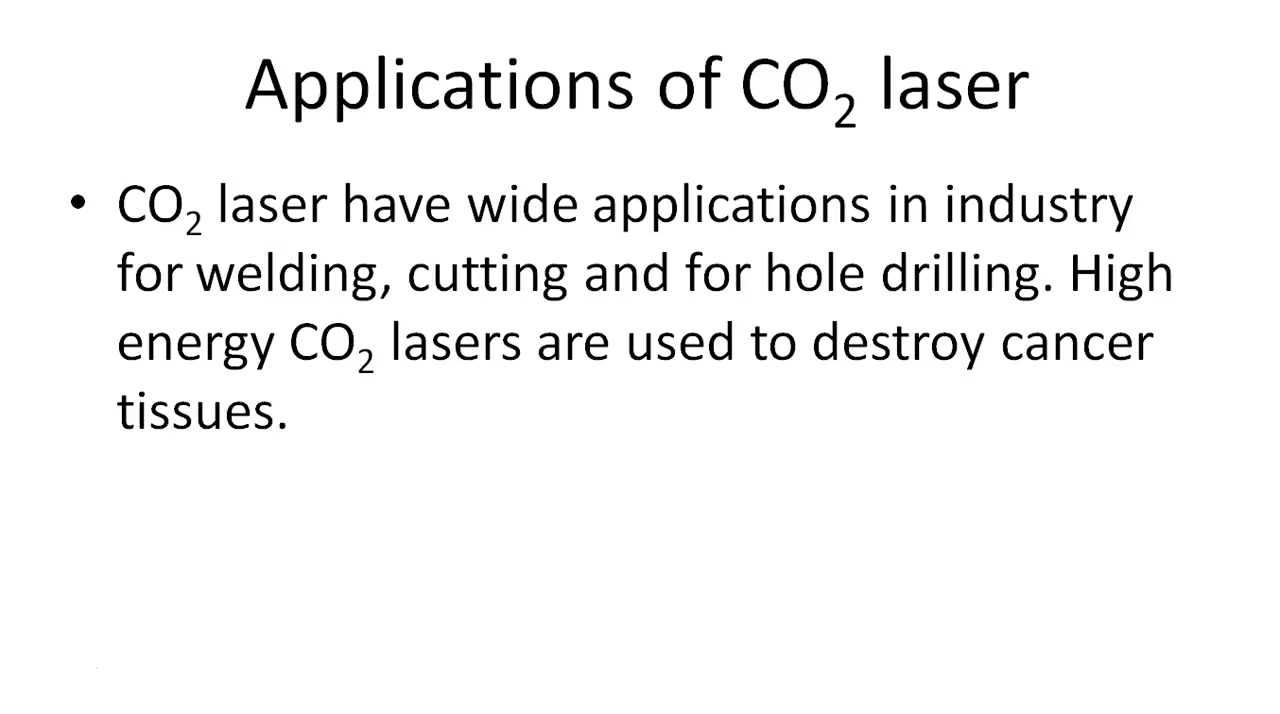 Applications of CO₂ laser
• CO₂ laser have wide applications in industry
for welding, cutting and for hole drilling. High
energy CO₂ lasers are used to destroy cancer
tissues.